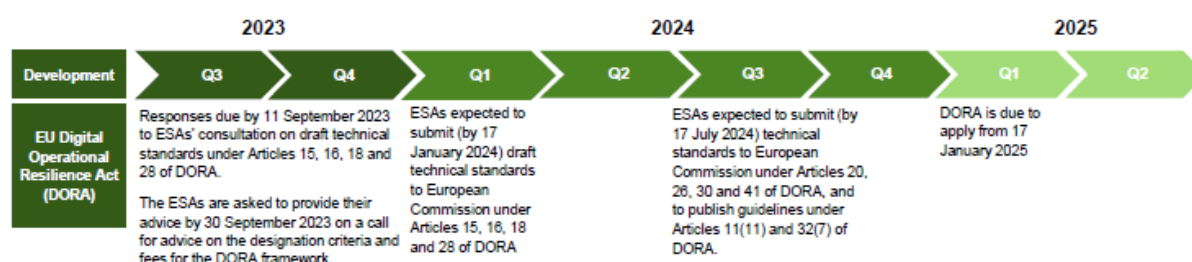 2023
2024
2025
Development
Q3
Q4
Q1
Q2
Q3
Q4
Q1
Q2
EU Digital
Operational
Resilience Act
(DORA)
Responses due by 11 September 2023
to ESAs' consultation on draft technical
standards under Articles 15, 16, 18 and
28 of DORA.
The ESAs are asked to provide their
advice by 30 September 2023 on a call
for advice on the designation criteria and
fees for the DORA framework
ESAs expected to
submit (by 17
January 2024) draft
technical standards
to European
Commission under
Articles 15, 16, 18
and 28 of DORA
ESAs expected to submit (by
17 July 2024) technical
standards to European
Commission under Articles 20,
26, 30 and 41 of DORA, and
to publish guidelines under
Articles 11(11) and 32(7) of
DORA.
DORA is due to
apply from 17
January 2025